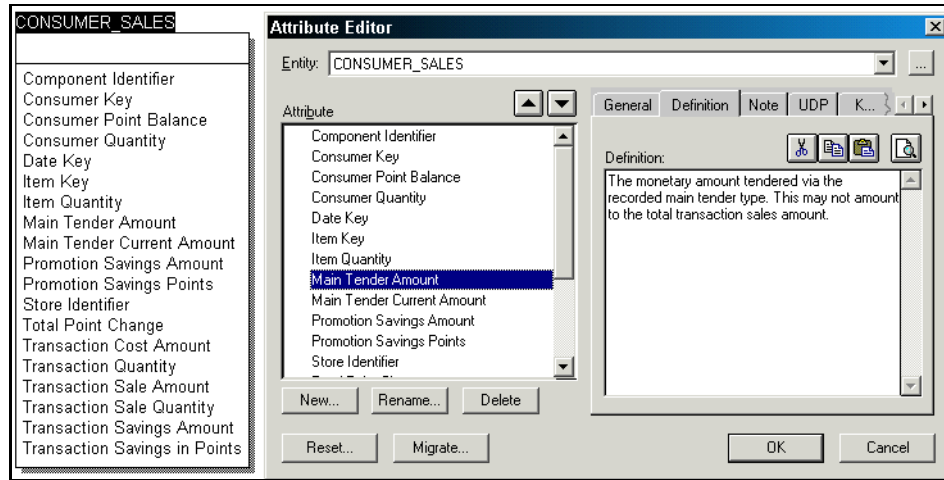 CONSUMER_SALES
Component Identifier
Consumer Key
Consumer Point Balance
Consumer Quantity
Date Key
Item Key
Item Quantity
Main Tender Amount
Main Tender Current Amount
Promotion Savings Amount
Promotion Savings Points
Store Identifier
Total Point Change
Transaction Cost Amount
Transaction Quantity
Transaction Sale Amount
Transaction Sale Quantity
Transaction Savings Amount
Transaction Savings in Points
Attribute Editor
Entity: CONSUMER_SALES ...
Attribute
Component Identifier
Consumer Key
Consumer Point Balance
Consumer Quantity
Date Key
Item Key
Item Quantity
Main Tender Amount
Main Tender Current Amount
Promotion Savings Amount
Promotion Savings Points
Store Identifier
New... Rename... Delete
Reset... Migrate...
General Definition Note UDP K...
Definition:
The monetary amount tendered via the
recorded main tender type. This may not amount
to the total transaction sales amount.
OK Cancel